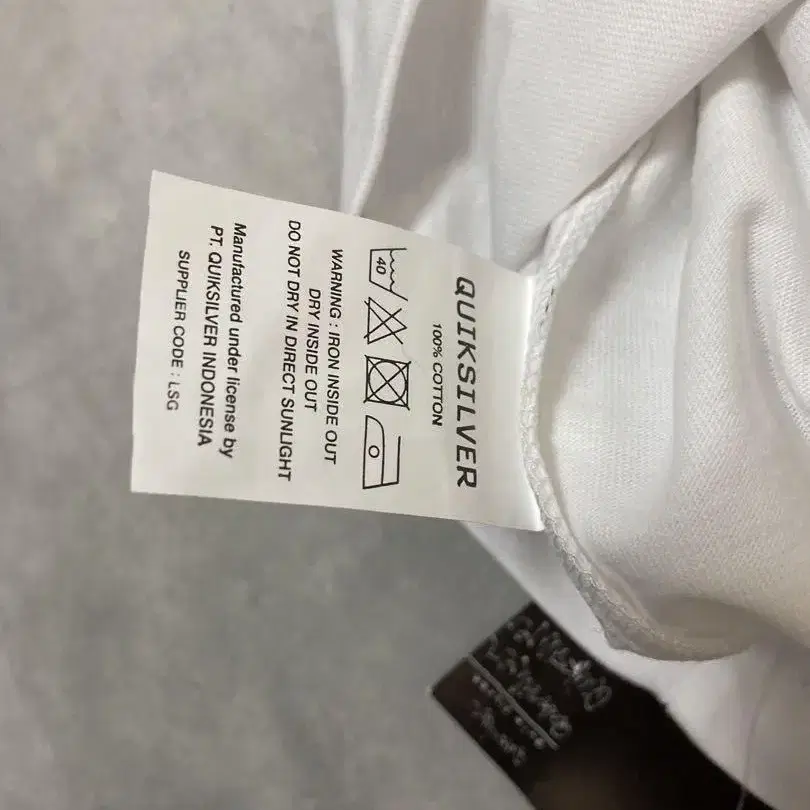 QUIKSILVER
100% COTTON
40
WARNING : IRON INSIDE OUT
DRY INSIDE OUT
DO NOT DRY IN DIRECT SUNLIGHT
Manufactured under license by
PT. QUIKSILVER INDONESIA
SUPPLIER CODE : LSG